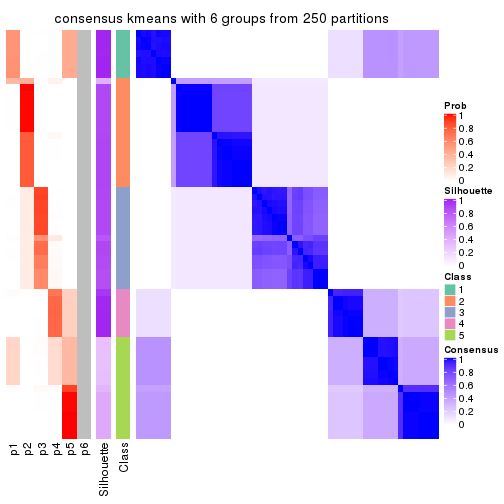 consensus kmeans with 6 groups from 250 partitions
Prob
1
0.8
0.6
0.4
0.2
0
Silhouette
1
0.8
0.6
0.4
0.2
0
Class
1
2
3
4
5
Consensus
1
0.8
0.6
0.4
0.2
0
p1
p2
p3
p4
p5
p6
Silhouette
Class